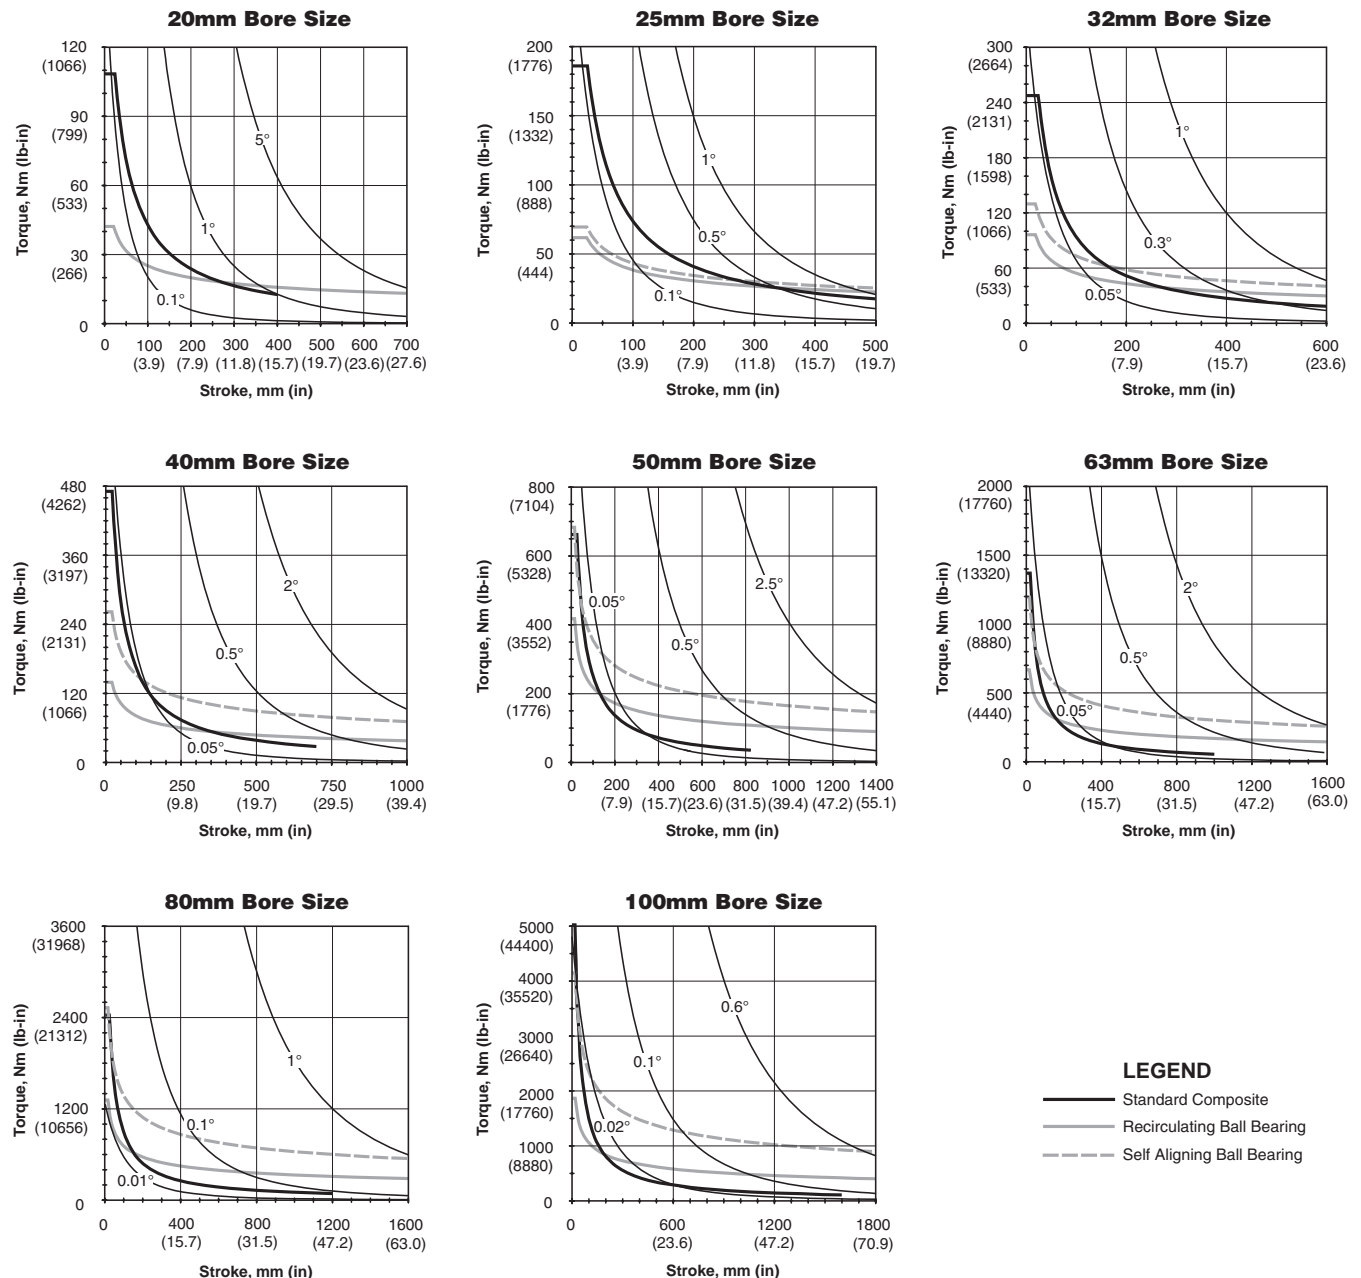 20mm Bore Size
120
(1066)
90
(799)
60
(533)
30
(266)
0
Torque, Nm (lb-in)
5°
1°
0.1°
0 100 200 300 400 500 600 700
(3.9) (7.9) (11.8) (15.7) (19.7) (23.6) (27.6)
Stroke, mm (in)
25mm Bore Size
200
(1776)
150
(1332)
100
(888)
50
(444)
0
Torque, Nm (lb-in)
1°
0.5°
0.1°
0 100 200 300 400 500
(3.9) (7.9) (11.8) (15.7) (19.7)
Stroke, mm (in)
32mm Bore Size
300
(2664)
240
(2131)
180
(1598)
120
(1066)
60
(533)
0
Torque, Nm (lb-in)
1°
0.3°
0.05°
0 200 400 600
(7.9) (15.7) (23.6)
Stroke, mm (in)
40mm Bore Size
480
(4262)
360
(3197)
240
(2131)
120
(1066)
0
Torque, Nm (lb-in)
2°
0.5°
0.05°
0 250 500 750 1000
(9.8) (19.7) (29.5) (39.4)
Stroke, mm (in)
50mm Bore Size
800
(7104)
600
(5328)
400
(3552)
200
(1776)
0
Torque, Nm (lb-in)
2.5°
0.05°
0.5°
0 200 400 600 800 1000 1200 1400
(7.9) (15.7) (23.6) (31.5) (39.4) (47.2) (55.1)
Stroke, mm (in)
63mm Bore Size
2000
(17760)
1500
(13320)
1000
(8880)
500
(4440)
0
Torque, Nm (lb-in)
2°
0.5°
0.05°
0 400 800 1200 1600
(15.7) (31.5) (47.2) (63.0)
Stroke, mm (in)
80mm Bore Size
3600
(31968)
2400
(21312)
1200
(10656)
0
Torque, Nm (lb-in)
1°
0.1°
0.01°
0 400 800 1200 1600
(15.7) (31.5) (47.2) (63.0)
Stroke, mm (in)
100mm Bore Size
5000
(44400)
4000
(35520)
3000
(26640)
2000
(17760)
1000
(8880)
0
Torque, Nm (lb-in)
0.6°
0.1°
0.02°
0 600 1200 1800
(23.6) (47.2) (70.9)
Stroke, mm (in)
LEGEND
Standard Composite
Recirculating Ball Bearing
Self Aligning Ball Bearing